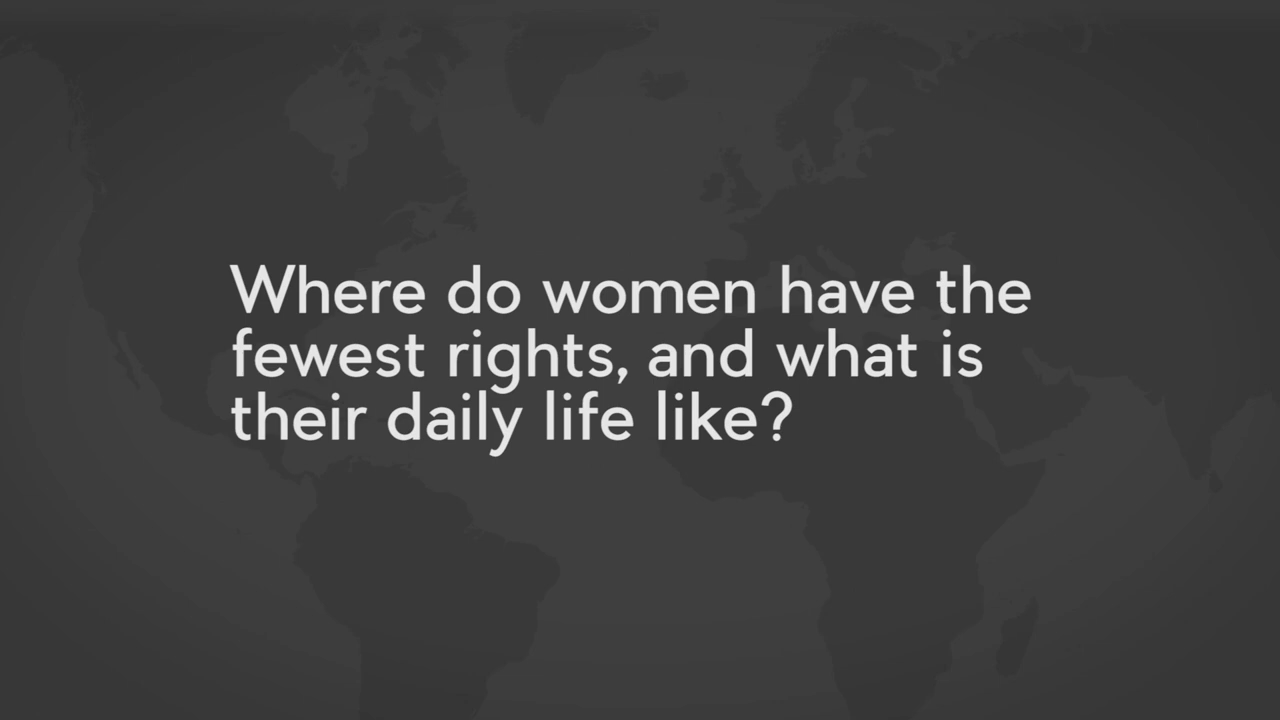 Where do women have the
fewest rights, and what is
their daily life like?